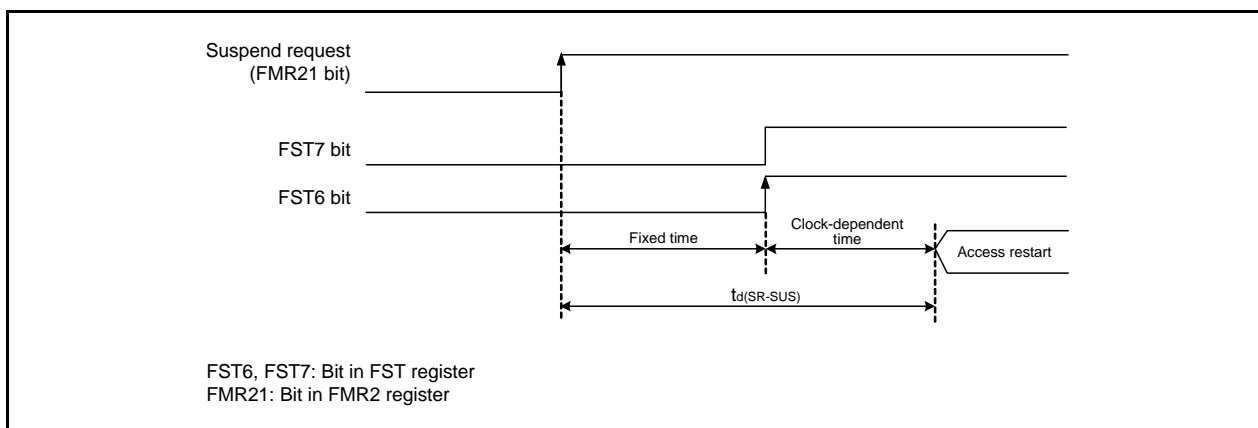 Suspend request
(FMR21 bit)
FST7 bit
FST6 bit
Fixed time
Clock-dependent
time
Access restart
td(SR-SUS)
FST6, FST7: Bit in FST register
FMR21: Bit in FMR2 register